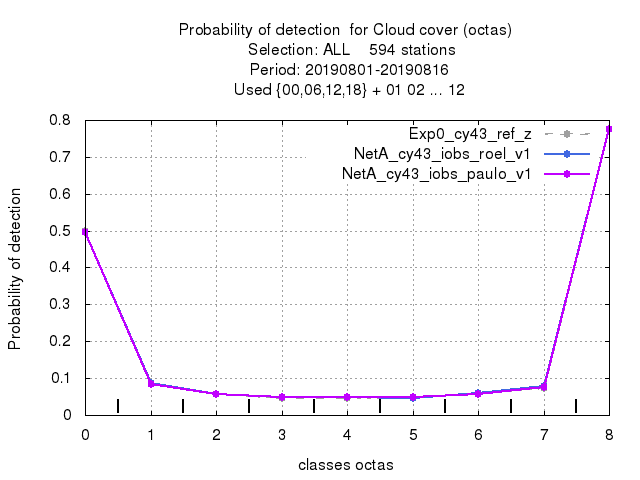 Probability of detection  for Cloud cover (octas)
Selection: ALL    594 stations
Period: 20190801-20190816
Used {00,06,12,18} + 01 02 ... 12
Exp0_cy43_ref_z
NetA_cy43_iobs_roel_v1
NetA_cy43_iobs_paulo_v1
0.8
0.7
0.6
0.5
0.4
0.3
0.2
0.1
0
Probability of detection
0 1 2 3 4 5 6 7 8
classes octas